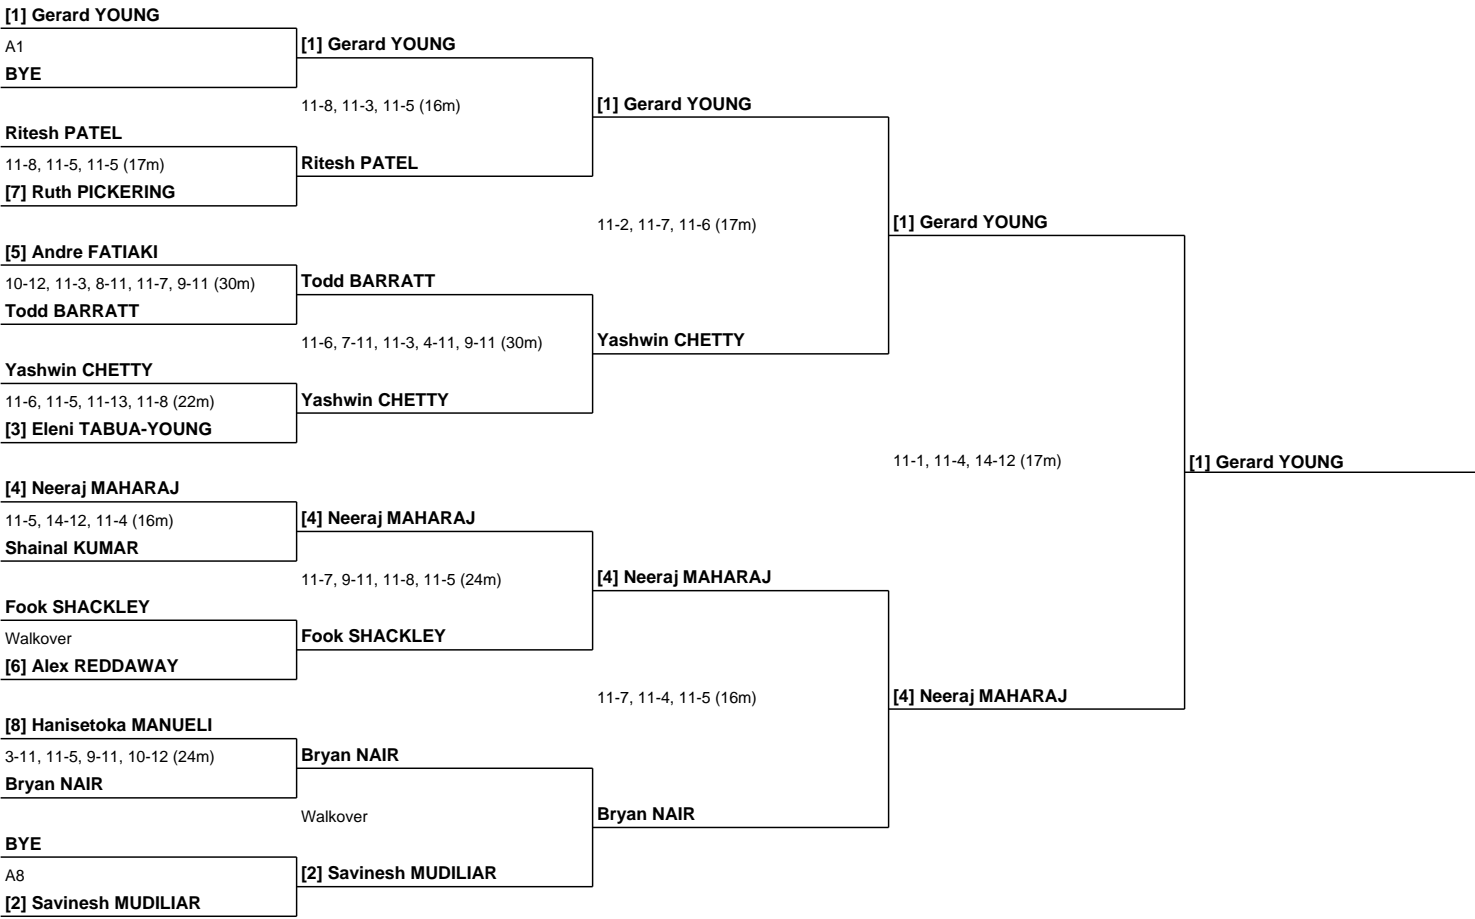 [1] Gerard YOUNG
A1
BYE
Ritesh PATEL
11-8, 11-5, 11-5 (17m)
[7] Ruth PICKERING
[5] Andre FATIAKI
10-12, 11-3, 8-11, 11-7, 9-11 (30m)
Todd BARRATT
Yashwin CHETTY
11-6, 11-5, 11-13, 11-8 (22m)
[3] Eleni TABUA-YOUNG
[4] Neeraj MAHARAJ
11-5, 14-12, 11-4 (16m)
Shainal KUMAR
Fook SHACKLEY
Walkover
[6] Alex REDDAWAY
[8] Hanisetoka MANUELI
3-11, 11-5, 9-11, 10-12 (24m)
Bryan NAIR
BYE
A8
[2] Savinesh MUDILIAR
[1] Gerard YOUNG
11-8, 11-3, 11-5 (16m)
Ritesh PATEL
Todd BARRATT
11-6, 7-11, 11-3, 4-11, 9-11 (30m)
Yashwin CHETTY
[4] Neeraj MAHARAJ
11-7, 9-11, 11-8, 11-5 (24m)
Fook SHACKLEY
Bryan NAIR
Walkover
[2] Savinesh MUDILIAR
[1] Gerard YOUNG
11-2, 11-7, 11-6 (17m)
Yashwin CHETTY
[4] Neeraj MAHARAJ
11-7, 11-4, 11-5 (16m)
Bryan NAIR
[1] Gerard YOUNG
11-1, 11-4, 14-12 (17m)
[4] Neeraj MAHARAJ
[1] Gerard YOUNG